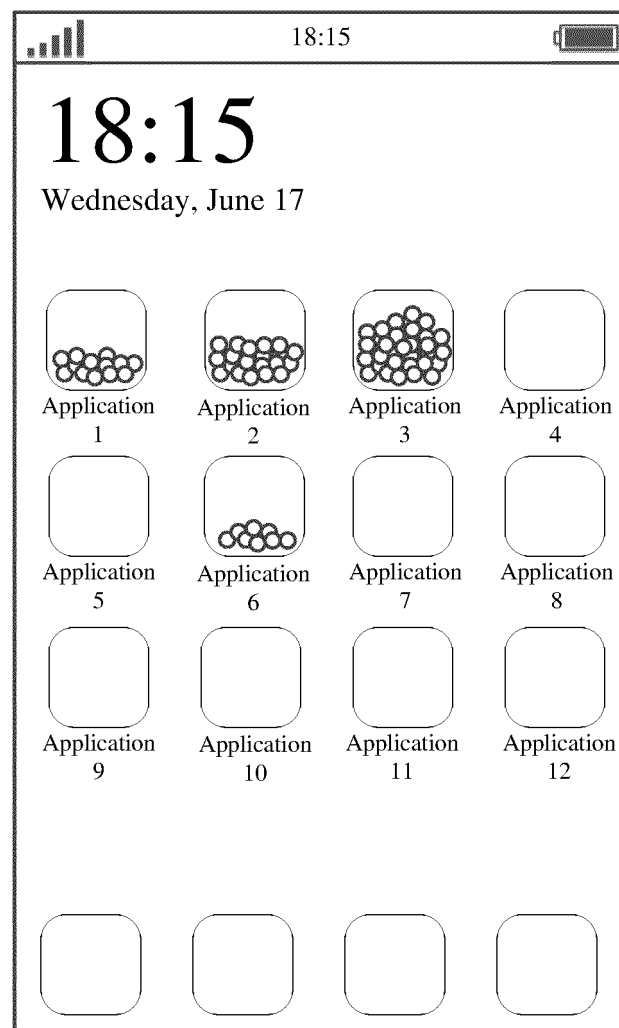 18:15
18:15
Wednesday, June 17
Application
1
Application
2
Application
3
Application
4
Application
5
Application
6
Application
7
Application
8
Application
9
Application
10
Application
11
Application
12